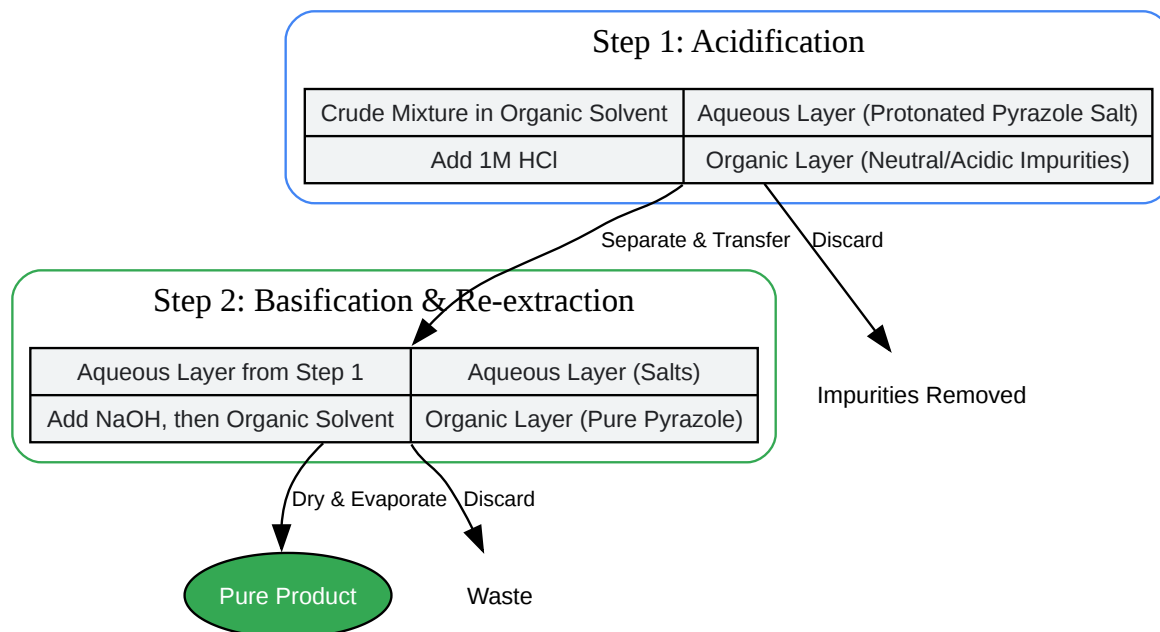 Step 1: Acidification
Crude Mixture in Organic Solvent
Aqueous Layer (Protonated Pyrazole Salt)
Add 1M HCl
Organic Layer (Neutral/Acidic Impurities)
Separate & Transfer
Discard
Step 2: Basification & Re-extraction
Aqueous Layer from Step 1
Aqueous Layer (Salts)
Add NaOH, then Organic Solvent
Organic Layer (Pure Pyrazole)
Impurities Removed
Dry & Evaporate
Discard
Pure Product
Waste